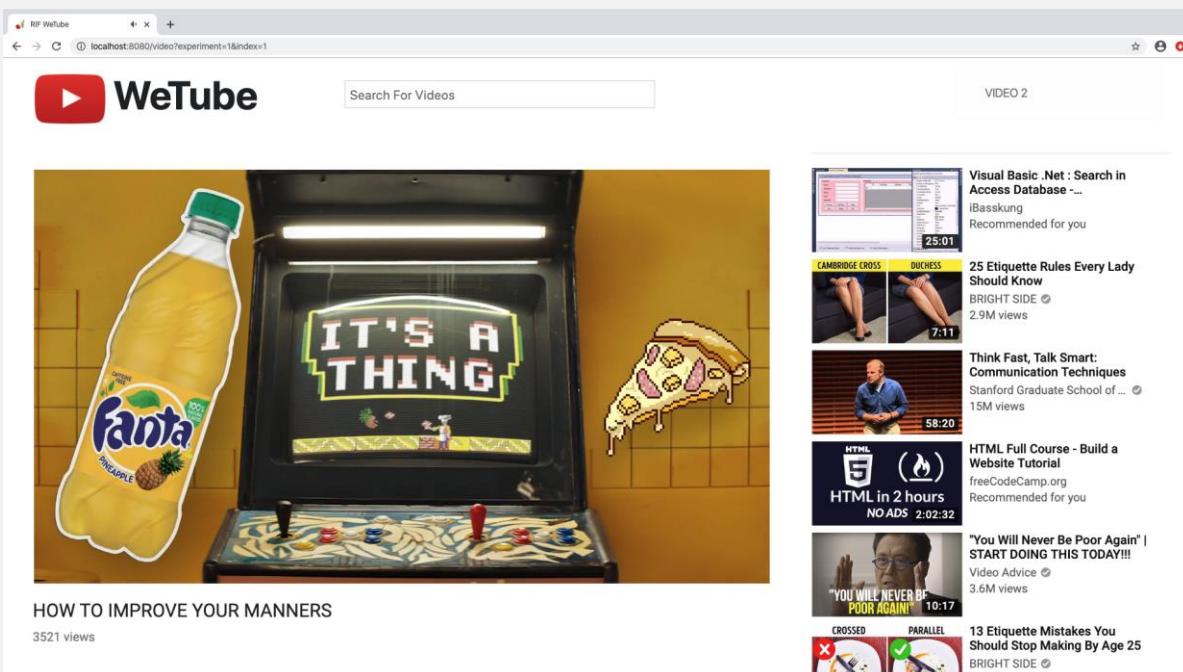 RIF WeTube
localhost:8080/video?experiment=1&index=1
WeTube
Search For Videos
VIDEO 2
CAFFEINE FREE
Fanta
100%
PINEAPPLE
IT'S A
THING
HOW TO IMPROVE YOUR MANNERS
3521 views
25:01
Visual Basic .Net : Search in
Access Database -...
iBasskung
Recommended for you
CAMBRIDGE CROSS DUCHESS
7:11
25 Etiquette Rules Every Lady
Should Know
BRIGHT SIDE
2.9M views
58:20
Think Fast, Talk Smart:
Communication Techniques
Stanford Graduate School of ...
15M views
HTML
5
HTML in 2 hours
NO ADS 2:02:32
HTML Full Course - Build a
Website Tutorial
freeCodeCamp.org
Recommended for you
"YOU WILL NEVER BE
POOR AGAIN!" 10:17
"You Will Never Be Poor Again" |
START DOING THIS TODAY!!!
Video Advice
3.6M views
CROSSED PARALLEL
13 Etiquette Mistakes You
Should Stop Making By Age 25
BRIGHT SIDE